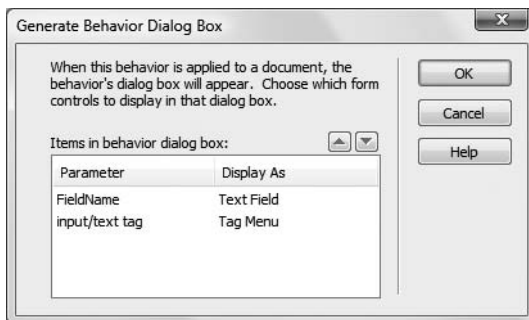 Generate Behavior Dialog Box
X
When this behavior is applied to a document, the
behavior's dialog box will appear. Choose which form
controls to display in that dialog box.
Items in behavior dialog box:
Parameter Display As
FieldName Text Field
input/text tag Tag Menu
OK
Cancel
Help